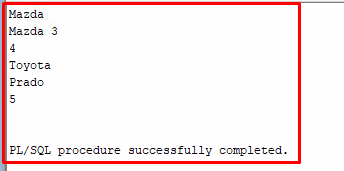 Mazda
Mazda 3
4
Toyota
Prado
5
PL/SQL procedure successfully completed.